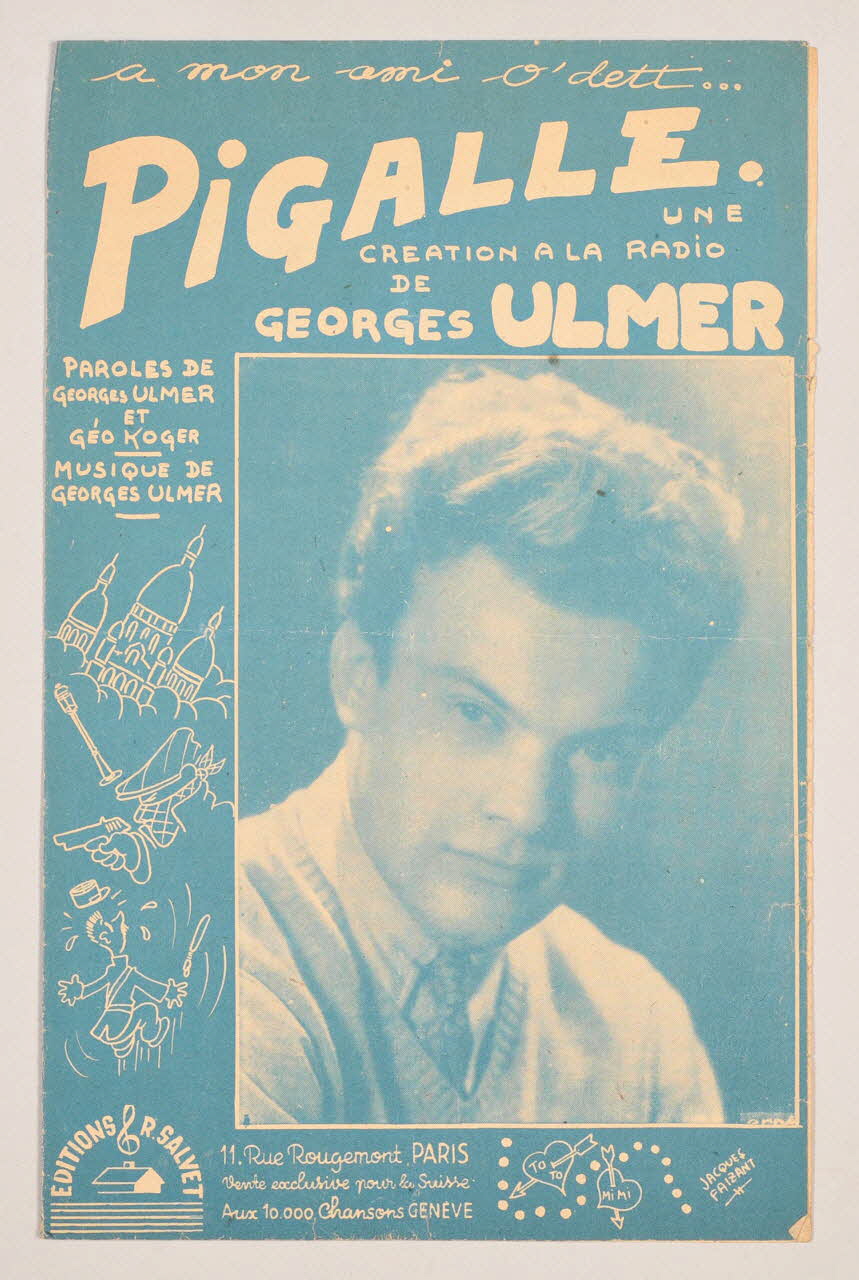 a mon ami o'dett...
PiGALLE.
UNE
CREATION A LA RADiO
DE
GEORGES ULMER
PAROLES DE
GEORGES ULMER
ET
GÉO KOGER
MUSIQUE DE
GEORGES ULMER
EDITIONS R. SALVET
11. Rue Rougemont, PARIS
Vente exclusive pour la Suisse.
Aux 10.000 Chansons GENÈVE
TO
TO
Mi Mi
JACQUES
FAIZANT